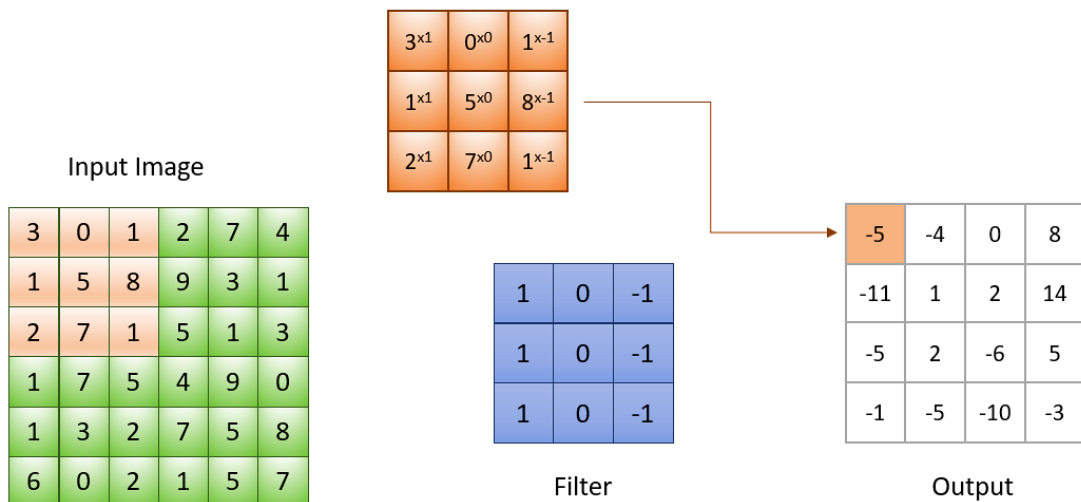 3x1 0x0 1x-1
1x1 5x0 8x-1
2x1 7x0 1x-1
Input Image
3 0 1 2 7 4
1 5 8 9 3 1
2 7 1 5 1 3
1 7 5 4 9 0
1 3 2 7 5 8
6 0 2 1 5 7
1 0 -1
1 0 -1
1 0 -1
Filter
-5 -4 0 8
-11 1 2 14
-5 2 -6 5
-1 -5 -10 -3
Output